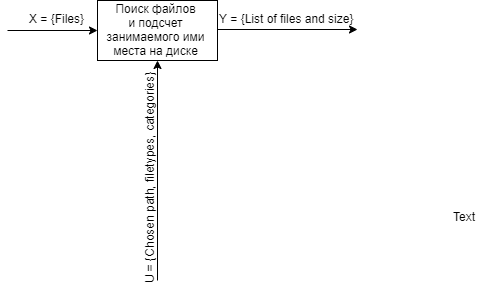 X = {Files}
Поиск файлов
и подсчет
занимаемого ими
места на диске
Y = {List of files and size}
U = {Chosen path, filetypes, categories}
Text